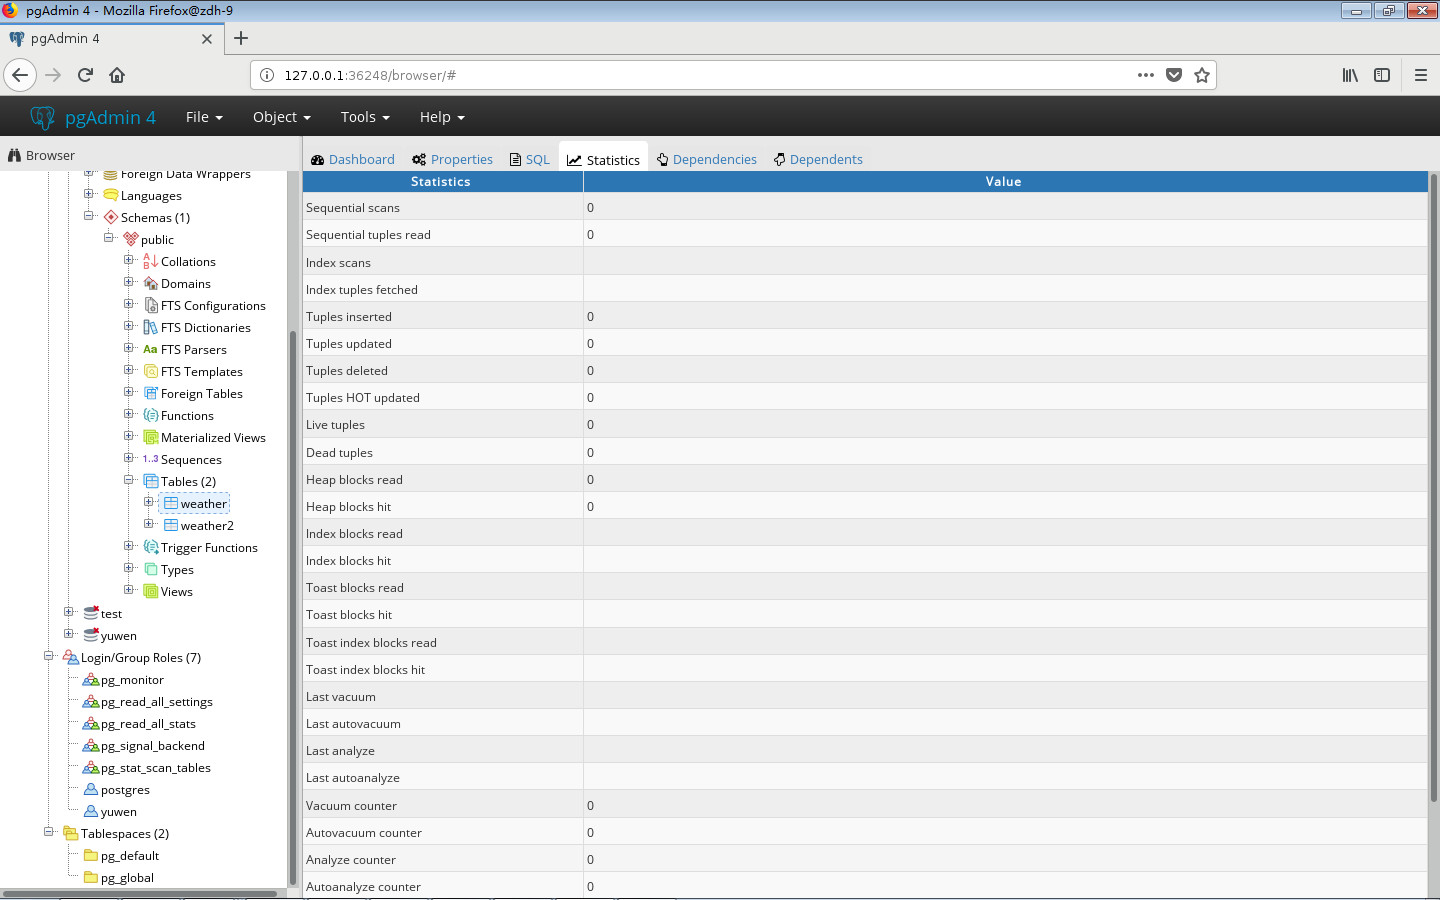 pgAdmin 4 - Mozilla Firefox@zdh-9
pgAdmin 4
127.0.0.1:36248/browser/#
pgAdmin 4 File Object Tools Help
Browser
Foreign Data Wrappers
Languages
Schemas (1)
public
Collations
Domains
FTS Configurations
FTS Dictionaries
Aa FTS Parsers
FTS Templates
Foreign Tables
Functions
Materialized Views
1..3 Sequences
Tables (2)
weather
weather2
Trigger Functions
Types
Views
test
yuwen
Login/Group Roles (7)
pg_monitor
pg_read_all_settings
pg_read_all_stats
pg_signal_backend
pg_stat_scan_tables
postgres
yuwen
Tablespaces (2)
pg_default
pg_global
Dashboard Properties SQL Statistics Dependencies Dependents
Statistics Value
Sequential scans 0
Sequential tuples read 0
Index scans
Index tuples fetched
Tuples inserted 0
Tuples updated 0
Tuples deleted 0
Tuples HOT updated 0
Live tuples 0
Dead tuples 0
Heap blocks read 0
Heap blocks hit 0
Index blocks read
Index blocks hit
Toast blocks read
Toast blocks hit
Toast index blocks read
Toast index blocks hit
Last vacuum
Last autovacuum
Last analyze
Last autoanalyze
Vacuum counter 0
Autovacuum counter 0
Analyze counter 0
Autoanalyze counter 0